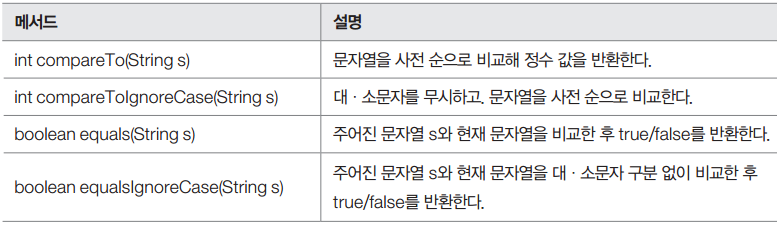 메서드 설명
int compareTo(String s) 문자열을 사전 순으로 비교해 정수 값을 반환한다.
int compareToIgnoreCase(String s) 대·소문자를 무시하고, 문자열을 사전 순으로 비교한다.
boolean equals(String s) 주어진 문자열 s와 현재 문자열을 비교한 후 true/false를 반환한다.
boolean equalsIgnoreCase(String s) 주어진 문자열 s와 현재 문자열을 대·소문자 구분 없이 비교한 후
true/false를 반환한다.